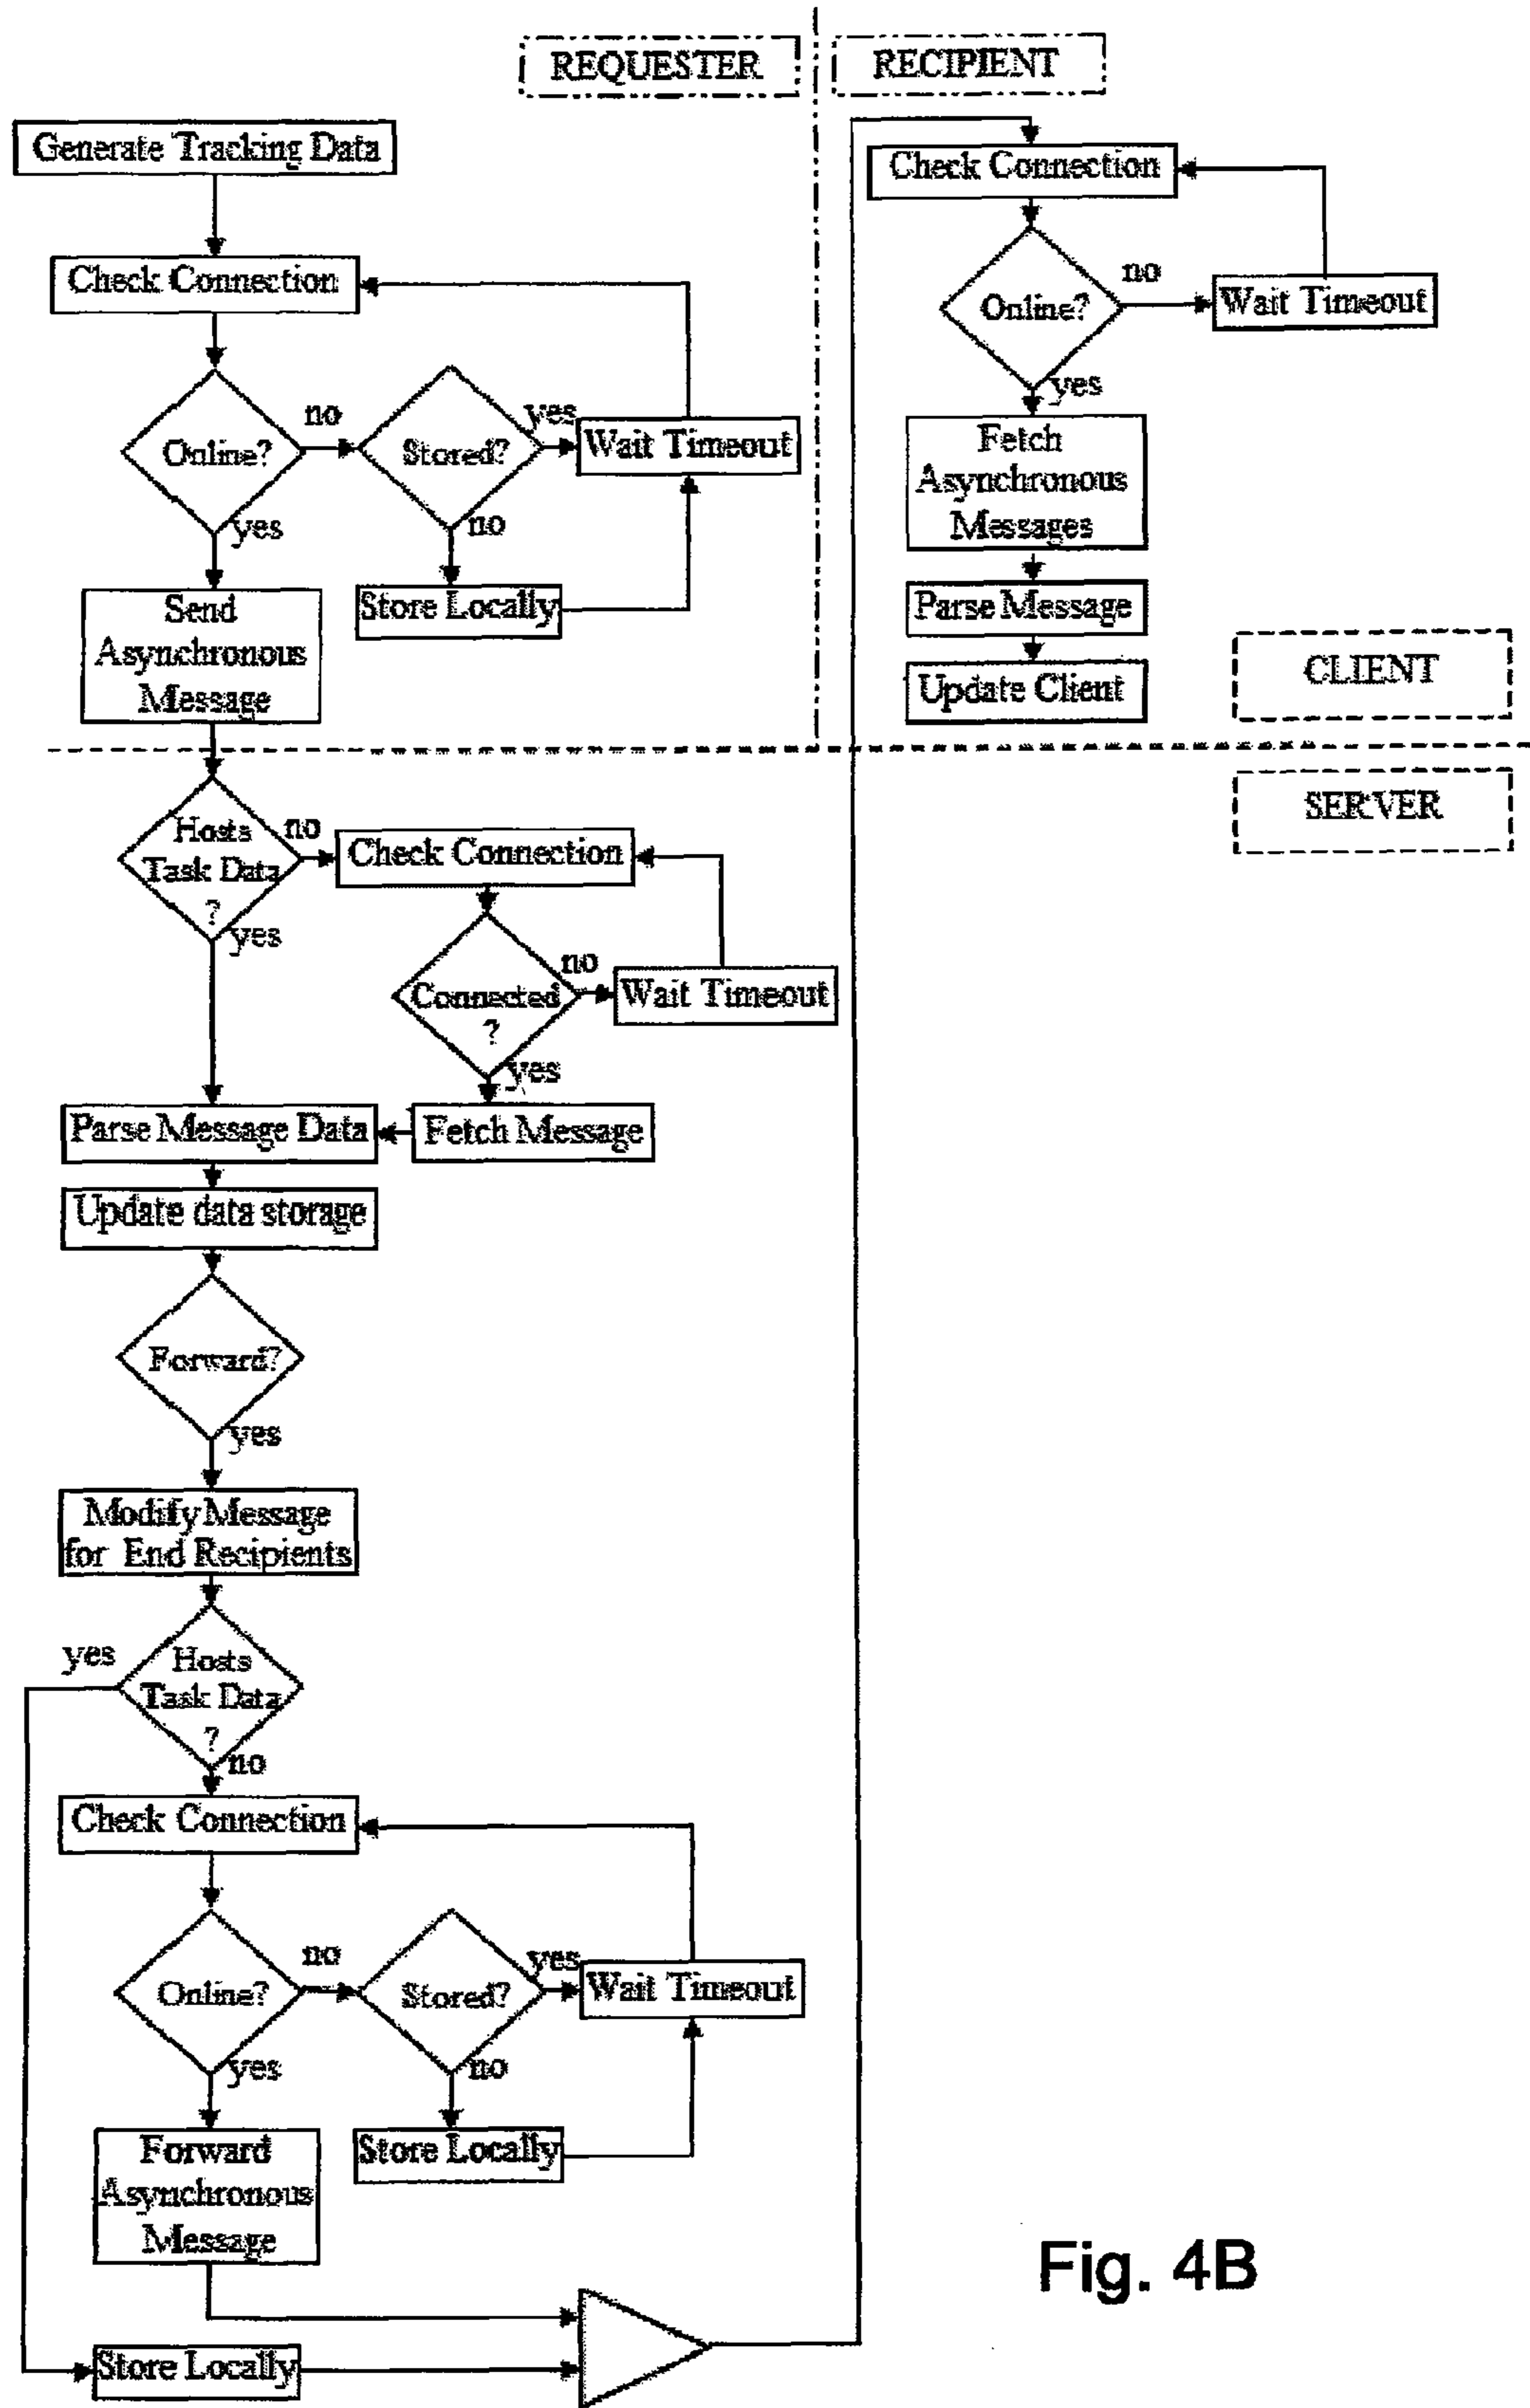 REQUESTER
RECIPIENT
Generate Tracking Data
Check Connection
Online?
no
yes
Stored?
yes
no
Wait Timeout
Store Locally
Send
Asynchronous
Message
Check Connection
Online?
no
yes
Wait Timeout
Fetch
Asynchronous
Messages
Parse Message
Update Client
CLIENT
SERVER
Hosts
Task Data
?
no
yes
Check Connection
Connected
?
no
yes
Wait Timeout
Fetch Message
Parse Message Data
Update data storage
Forward?
yes
Modify Message
for End Recipients
Hosts
Task Data
?
yes
no
Check Connection
Online?
no
yes
Stored?
yes
no
Wait Timeout
Store Locally
Forward
Asynchronous
Message
Store Locally
Fig. 4B